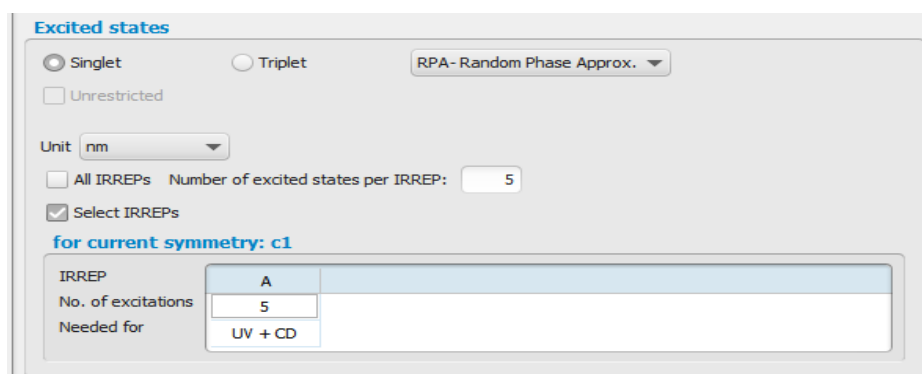 Excited states
Singlet Triplet RPA- Random Phase Approx.
Unrestricted
Unit nm
All IRREPs Number of excited states per IRREP: 5
Select IRREPs
for current symmetry: c1
IRREP A
No. of excitations 5
Needed for UV + CD